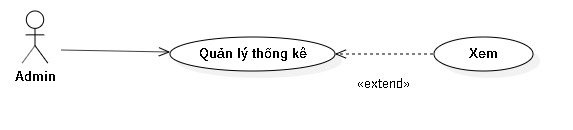 Quản lý thống kê
Xem
Admin
«extend»